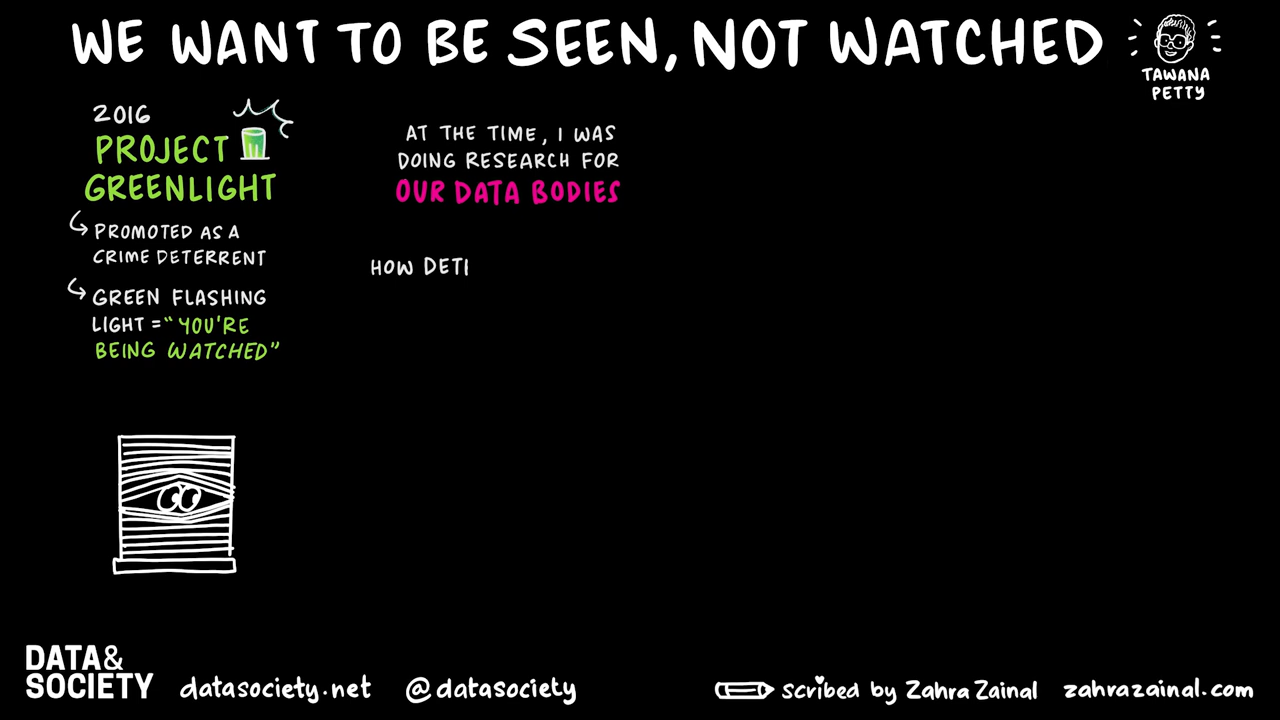 WE WANT TO BE SEEN, NOT WATCHED
TAWANA
PETTY
2016
PROJECT
GREENLIGHT
PROMOTED AS A
CRIME DETERRENT
GREEN FLASHING
LIGHT = "YOU'RE
BEING WATCHED"
AT THE TIME, I WAS
DOING RESEARCH FOR
OUR DATA BODIES
HOW DETI
DATA&
SOCIETY
datasociety.net
@datasociety
scribed by Zahra Zainal
zahrazainal.com